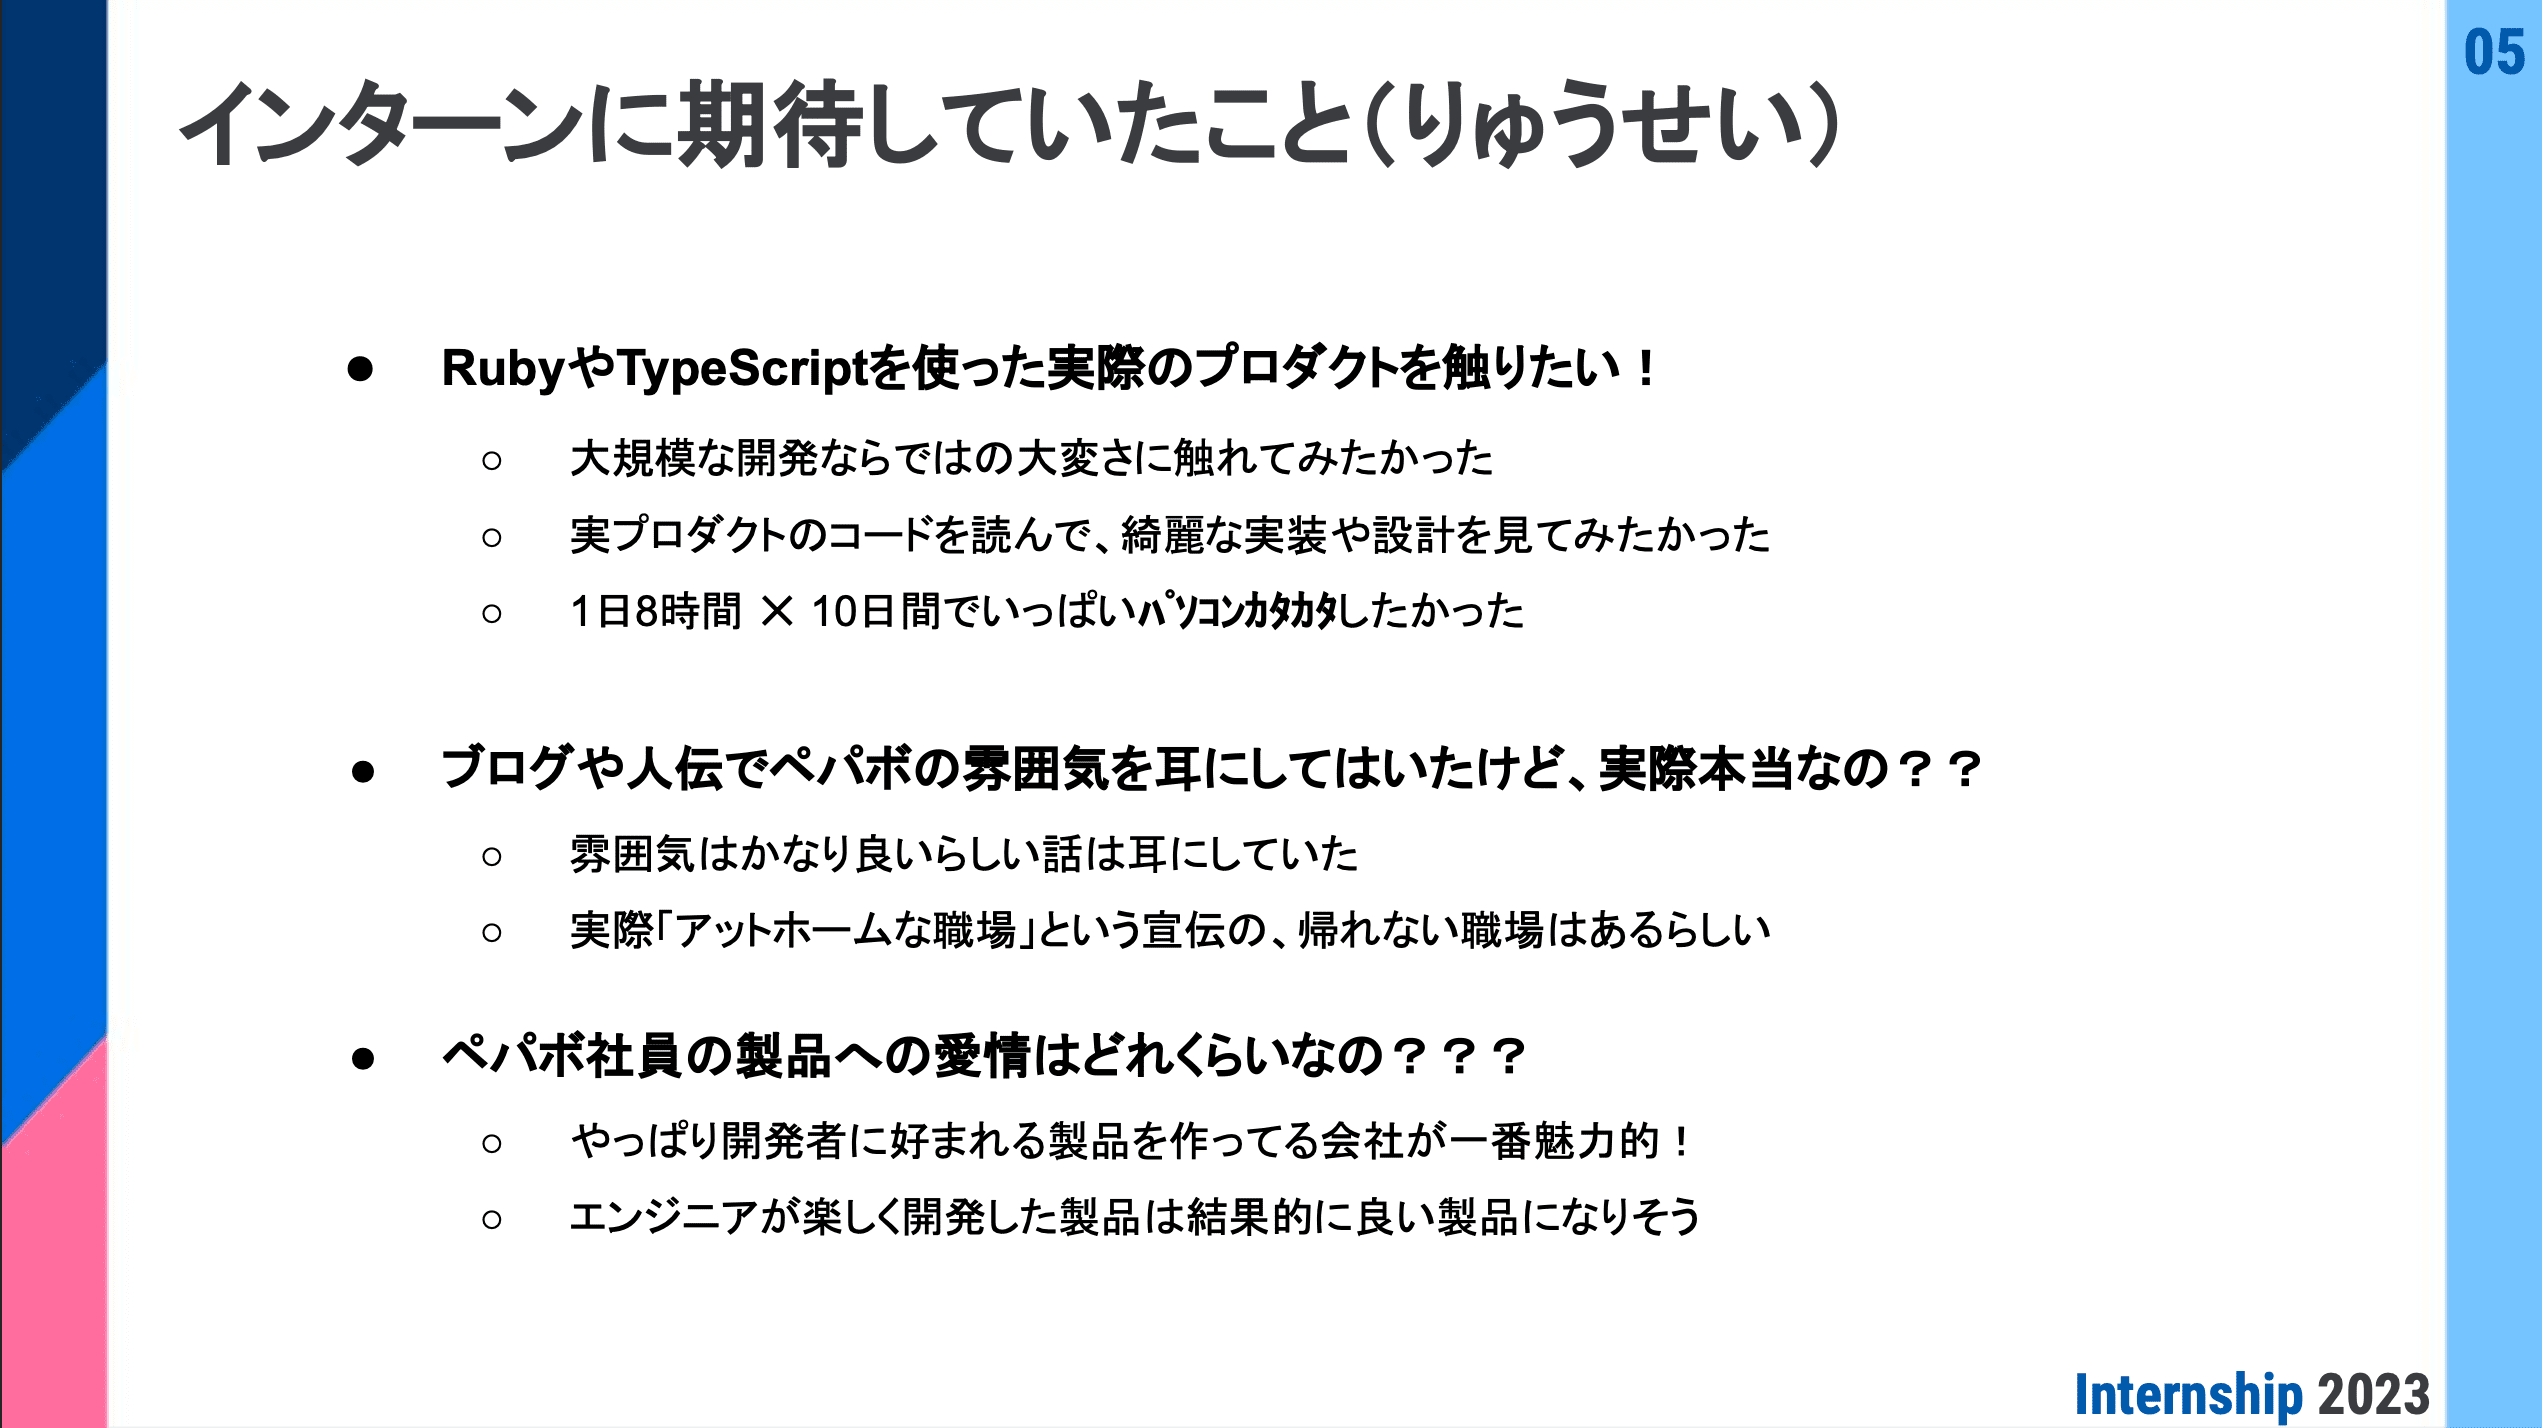 05
インターンに期待していたこと（りゅうせい）
● RubyやTypeScriptを使った実際のプロダクトを触りたい！
○ 大規模な開発ならではの大変さに触れてみたかった
○ 実プロダクトのコードを読んで、綺麗な実装や設計を見てみたかった
○ 1日8時間 × 10日間でいっぱいﾊﾟｿｺﾝｶﾀｶﾀしたかった
● ブログや人伝でペパボの雰囲気を耳にしてはいたけど、実際本当なの？？
○ 雰囲気はかなり良いらしい話は耳にしていた
○ 実際「アットホームな職場」という宣伝の、帰れない職場はあるらしい
● ペパボ社員の製品への愛情はどれくらいなの？？？
○ やっぱり開発者に好まれる製品を作ってる会社が一番魅力的！
○ エンジニアが楽しく開発した製品は結果的に良い製品になりそう
Internship 2023